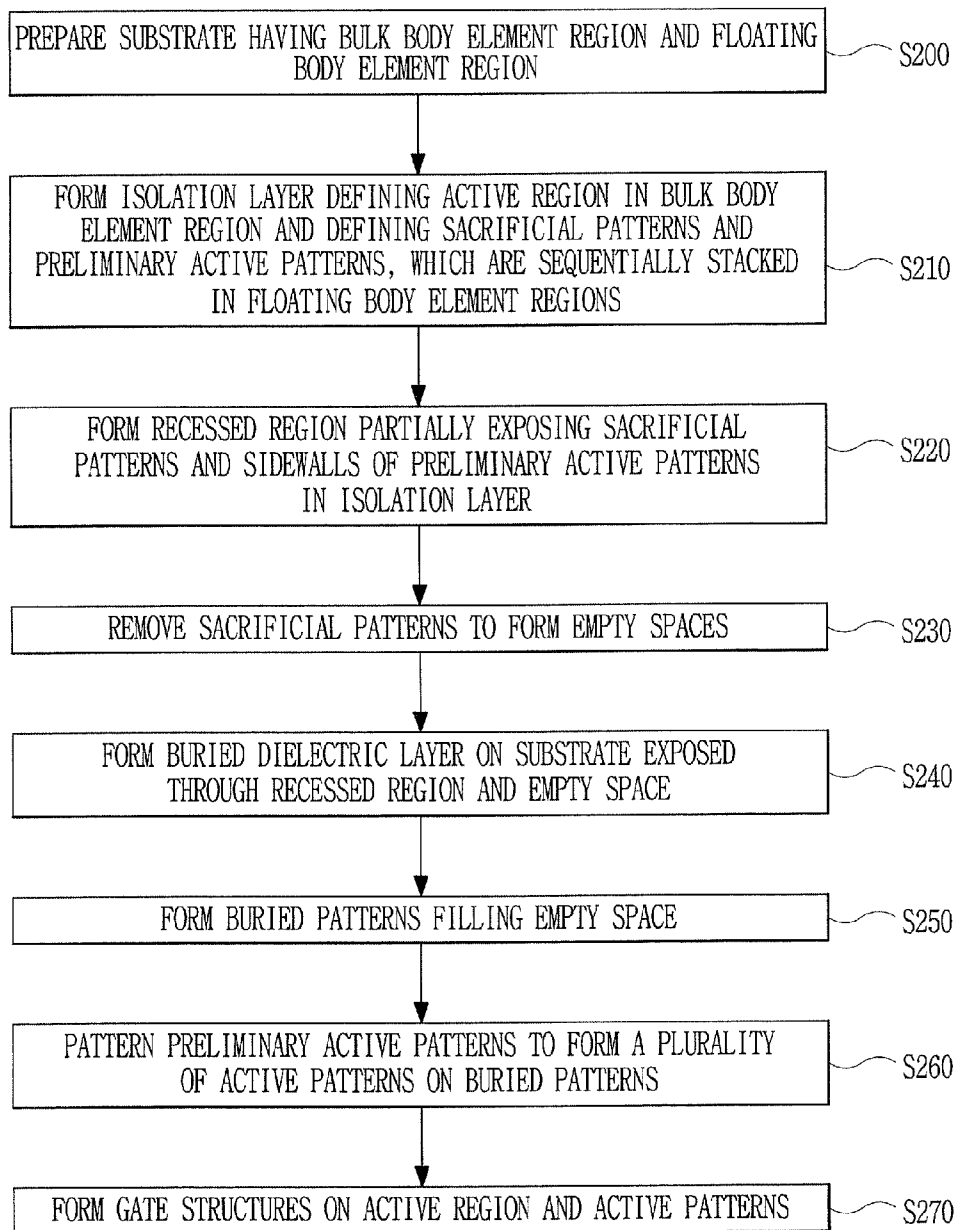 PREPARE SUBSTRATE HAVING BULK BODY ELEMENT REGION AND FLOATING
BODY ELEMENT REGION
S200
FORM ISOLATION LAYER DEFINING ACTIVE REGION IN BULK BODY
ELEMENT REGION AND DEFINING SACRIFICIAL PATTERNS AND
PRELIMINARY ACTIVE PATTERNS, WHICH ARE SEQUENTIALLY STACKED
IN FLOATING BODY ELEMENT REGIONS
S210
FORM RECESSED REGION PARTIALLY EXPOSING SACRIFICIAL
PATTERNS AND SIDEWALLS OF PRELIMINARY ACTIVE PATTERNS
IN ISOLATION LAYER
S220
REMOVE SACRIFICIAL PATTERNS TO FORM EMPTY SPACES
S230
FORM BURIED DIELECTRIC LAYER ON SUBSTRATE EXPOSED
THROUGH RECESSED REGION AND EMPTY SPACE
S240
FORM BURIED PATTERNS FILLING EMPTY SPACE
S250
PATTERN PRELIMINARY ACTIVE PATTERNS TO FORM A PLURALITY
OF ACTIVE PATTERNS ON BURIED PATTERNS
S260
FORM GATE STRUCTURES ON ACTIVE REGION AND ACTIVE PATTERNS
S270